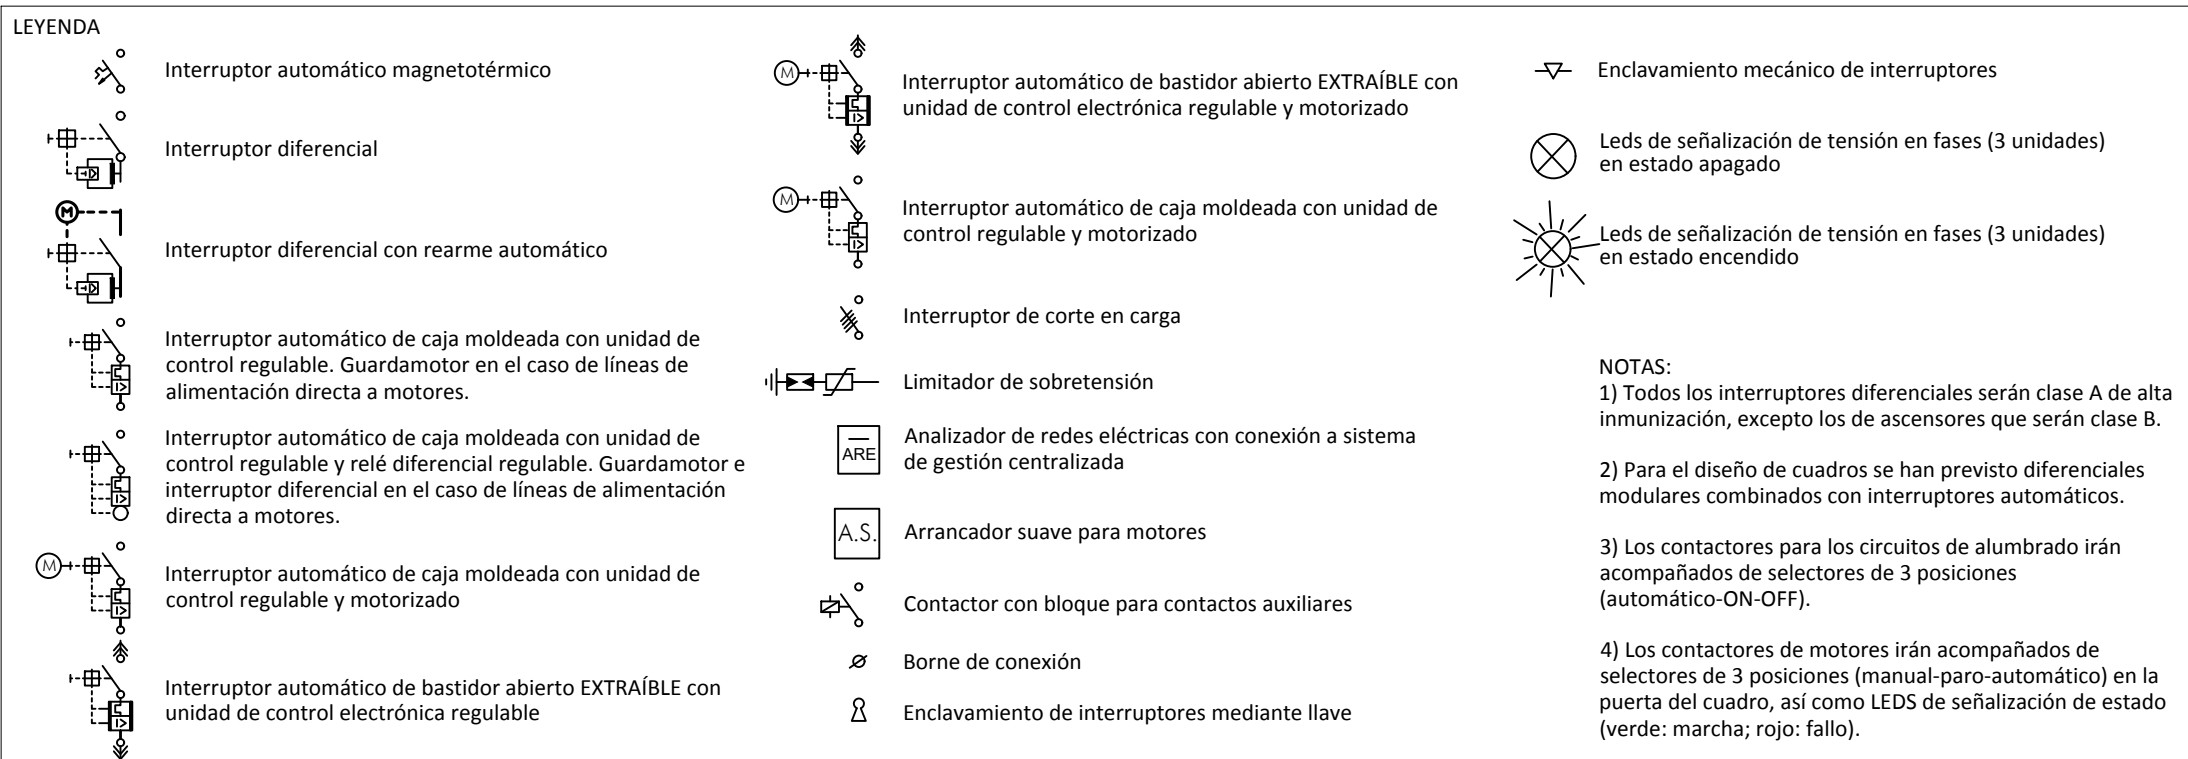 LEYENDA
Interruptor automático magnetotérmico
Interruptor diferencial
M
Interruptor diferencial con rearme automático
Interruptor automático de caja moldeada con unidad de
control regulable. Guardamotor en el caso de líneas de
alimentación directa a motores.
Interruptor automático de caja moldeada con unidad de
control regulable y relé diferencial regulable. Guardamotor e
interruptor diferencial en el caso de líneas de alimentación
directa a motores.
M
Interruptor automático de caja moldeada con unidad de
control regulable y motorizado
Interruptor automático de bastidor abierto EXTRAÍBLE con
unidad de control electrónica regulable
M
Interruptor automático de bastidor abierto EXTRAÍBLE con
unidad de control electrónica regulable y motorizado
M
Interruptor automático de caja moldeada con unidad de
control regulable y motorizado
Interruptor de corte en carga
Limitador de sobretensión
ARE
Analizador de redes eléctricas con conexión a sistema
de gestión centralizada
A.S.
Arrancador suave para motores
Contactor con bloque para contactos auxiliares
Borne de conexión
Enclavamiento de interruptores mediante llave
Enclavamiento mecánico de interruptores
Leds de señalización de tensión en fases (3 unidades)
en estado apagado
Leds de señalización de tensión en fases (3 unidades)
en estado encendido
NOTAS:
1) Todos los interruptores diferenciales serán clase A de alta
inmunización, excepto los de ascensores que serán clase B.
2) Para el diseño de cuadros se han previsto diferenciales
modulares combinados con interruptores automáticos.
3) Los contactores para los circuitos de alumbrado irán
acompañados de selectores de 3 posiciones
(automático-ON-OFF).
4) Los contactores de motores irán acompañados de
selectores de 3 posiciones (manual-paro-automático) en la
puerta del cuadro, así como LEDS de señalización de estado
(verde: marcha; rojo: fallo).